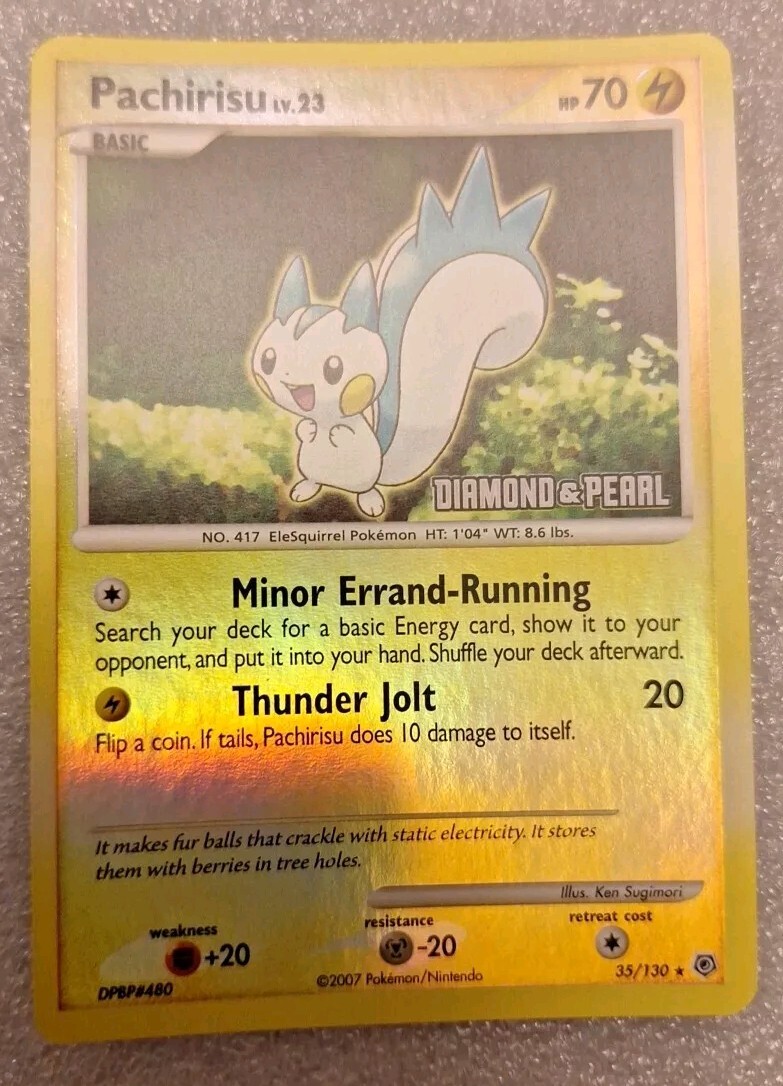 Pachirisu LV.23
HP 70
BASIC
DIAMOND & PEARL
NO. 417 EleSquirrel Pokémon HT: 1'04" WT: 8.6 lbs.
Minor Errand-Running
Search your deck for a basic Energy card, show it to your
opponent, and put it into your hand. Shuffle your deck afterward.
Thunder Jolt 20
Flip a coin. If tails, Pachirisu does 10 damage to itself.
It makes fur balls that crackle with static electricity. It stores
them with berries in tree holes.
Illus. Ken Sugimori
weakness resistance retreat cost
+20 -20
DPBP#480 ©2007 Pokémon/Nintendo 35/130 ★